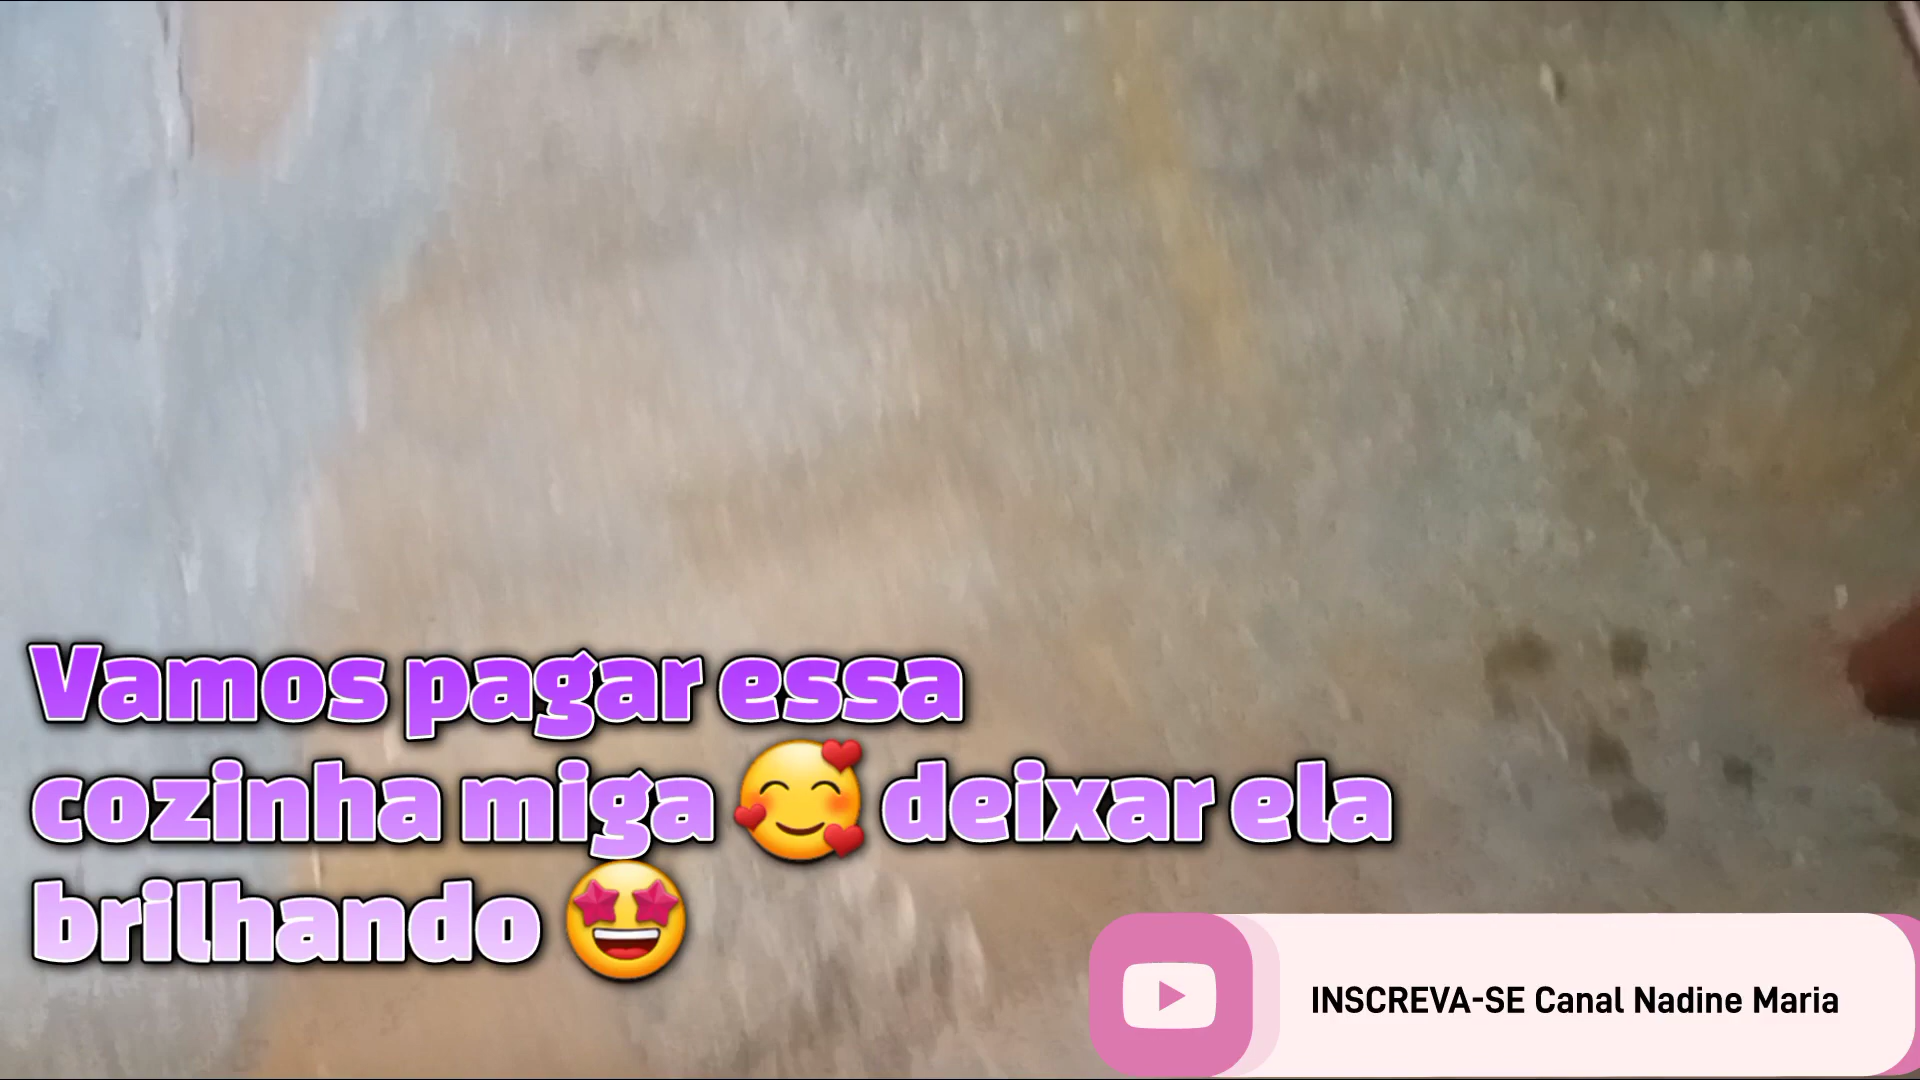 Vamos pagar essa
cozinha miga 🥰 deixar ela
brilhando 🤩
INSCREVA-SE Canal Nadine Maria